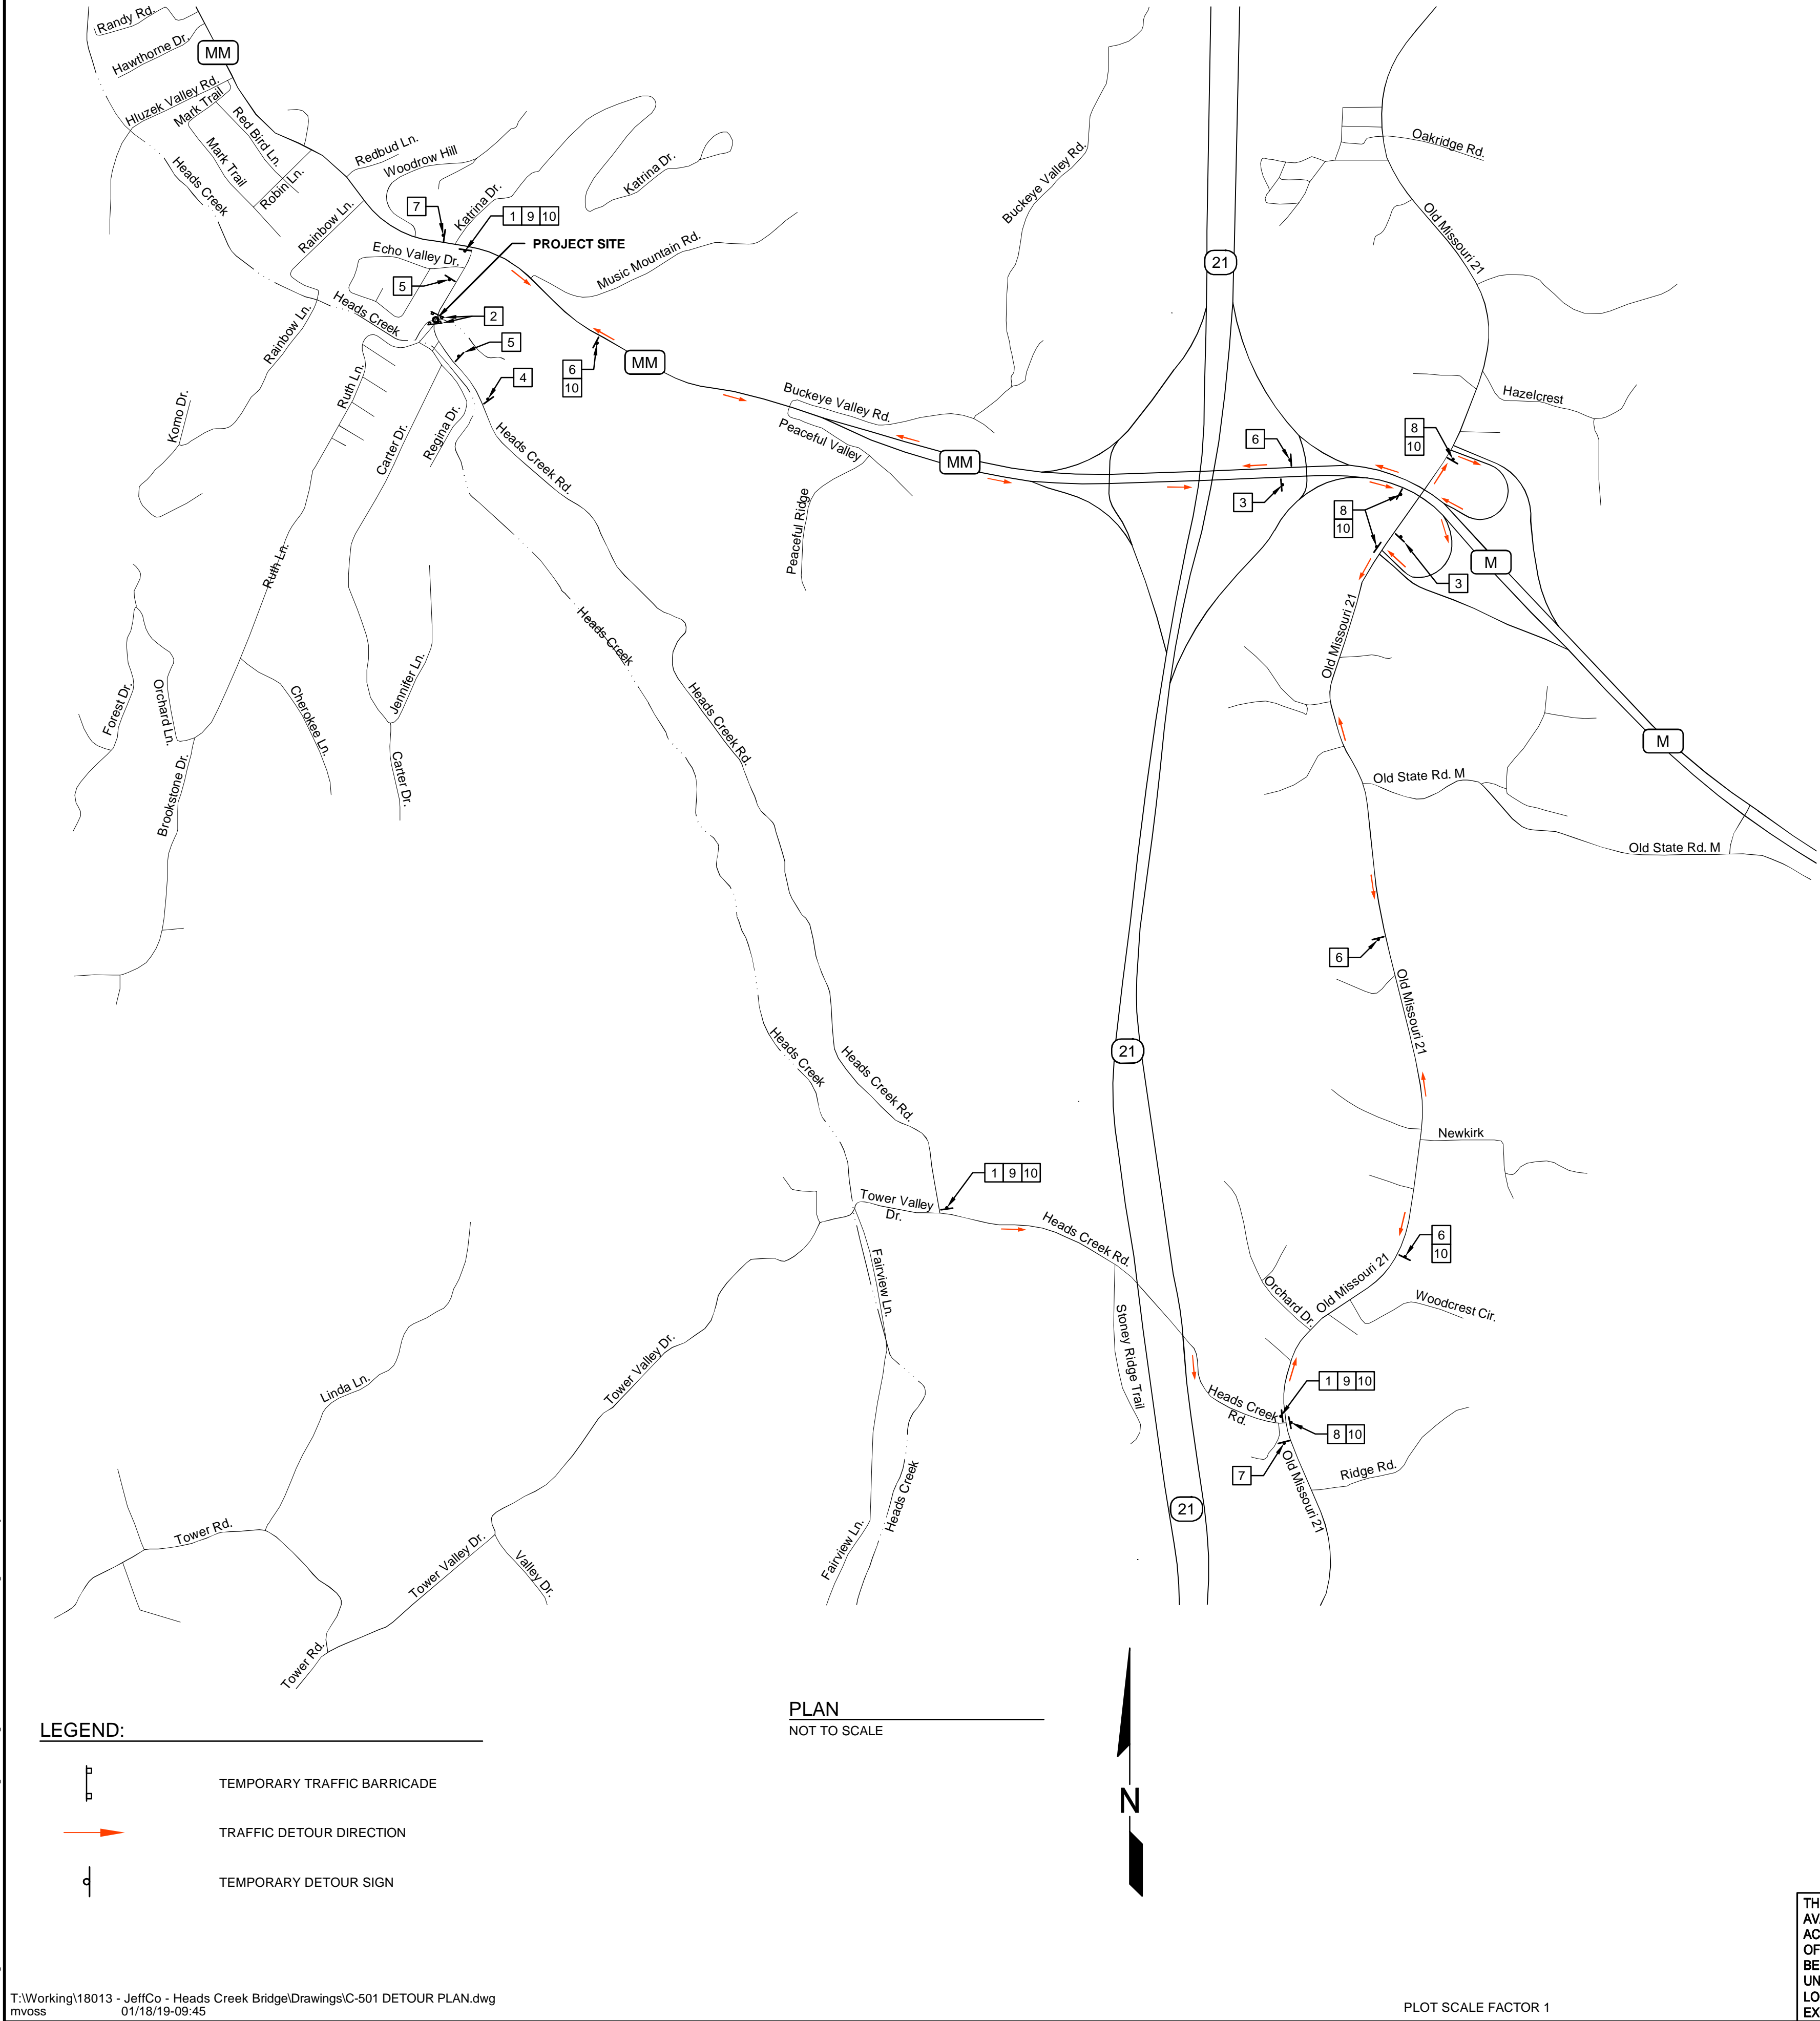 Randy Rd.
Hawthorne Dr.
MM
Hluzek Valley Rd.
Mark Trail
Red Bird Ln.
Mark Trail
Heads Creek
Robin Ln.
Redbud Ln.
Woodrow Hill
Katrina Dr.
Katrina Dr.
7
1 9 10
PROJECT SITE
Rainbow Ln.
Echo Valley Dr.
5
Music Mountain Rd.
Heads Creek
2
Rainbow Ln.
5
4
6
10
MM
Buckeye Valley Rd.
21
Oakridge Rd.
Old Missouri 21
Komo Dr.
Ruth Ln.
Carter Dr.
Regina Dr.
Heads Creek Rd.
Buckeye Valley Rd.
Peaceful Valley
MM
Peaceful Ridge
6
3
8
10
Hazelcrest
8
10
3
M
Ruth Ln.
Heads Creek
Old Missouri 21
Forest Dr.
Orchard Ln.
Cherokee Ln.
Jennifer Ln.
Carter Dr.
Heads Creek Rd.
M
Brookstone Dr.
Old State Rd. M
Old State Rd. M
6
Old Missouri 21
Heads Creek
Heads Creek Rd.
21
Newkirk
1 9 10
Tower Valley
Dr.
Heads Creek Rd.
Fairview Ln.
6
10
Old Missouri 21
Orchard Dr.
Woodcrest Cir.
Stoney Ridge Trail
Linda Ln.
Tower Valley Dr.
Heads Creek
Rd.
1 9 10
8 10
7
Ridge Rd.
Old Missouri 21
21
Heads Creek
Fairview Ln.
Tower Rd.
Tower Valley Dr.
Valley Dr.
Tower Rd.
LEGEND:
PLAN
NOT TO SCALE
TEMPORARY TRAFFIC BARRICADE
TRAFFIC DETOUR DIRECTION
TEMPORARY DETOUR SIGN
N
TH
AV
AC
OF
BE
UN
LO
EX
T:\Working\18013 - JeffCo - Heads Creek Bridge\Drawings\C-501 DETOUR PLAN.dwg
mvoss 01/18/19-09:45
PLOT SCALE FACTOR 1